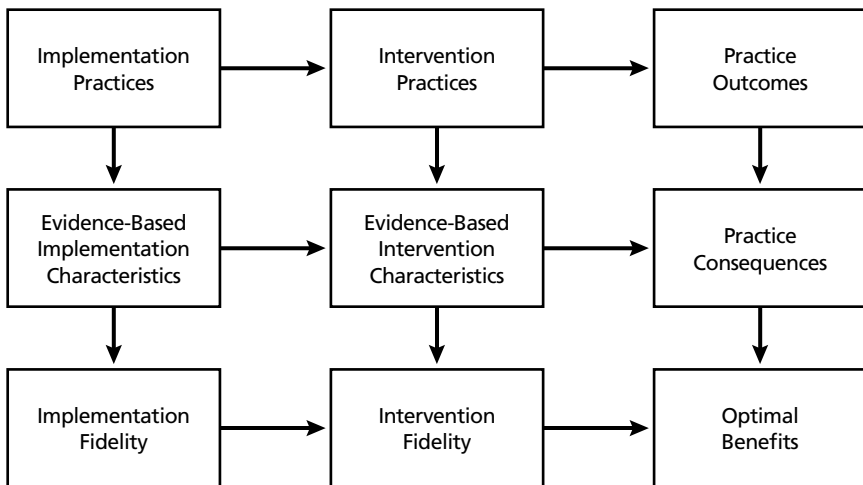 Implementation
Practices
Intervention
Practices
Practice
Outcomes
Evidence-Based
Implementation
Characteristics
Evidence-Based
Intervention
Characteristics
Practice
Consequences
Implementation
Fidelity
Intervention
Fidelity
Optimal
Benefits